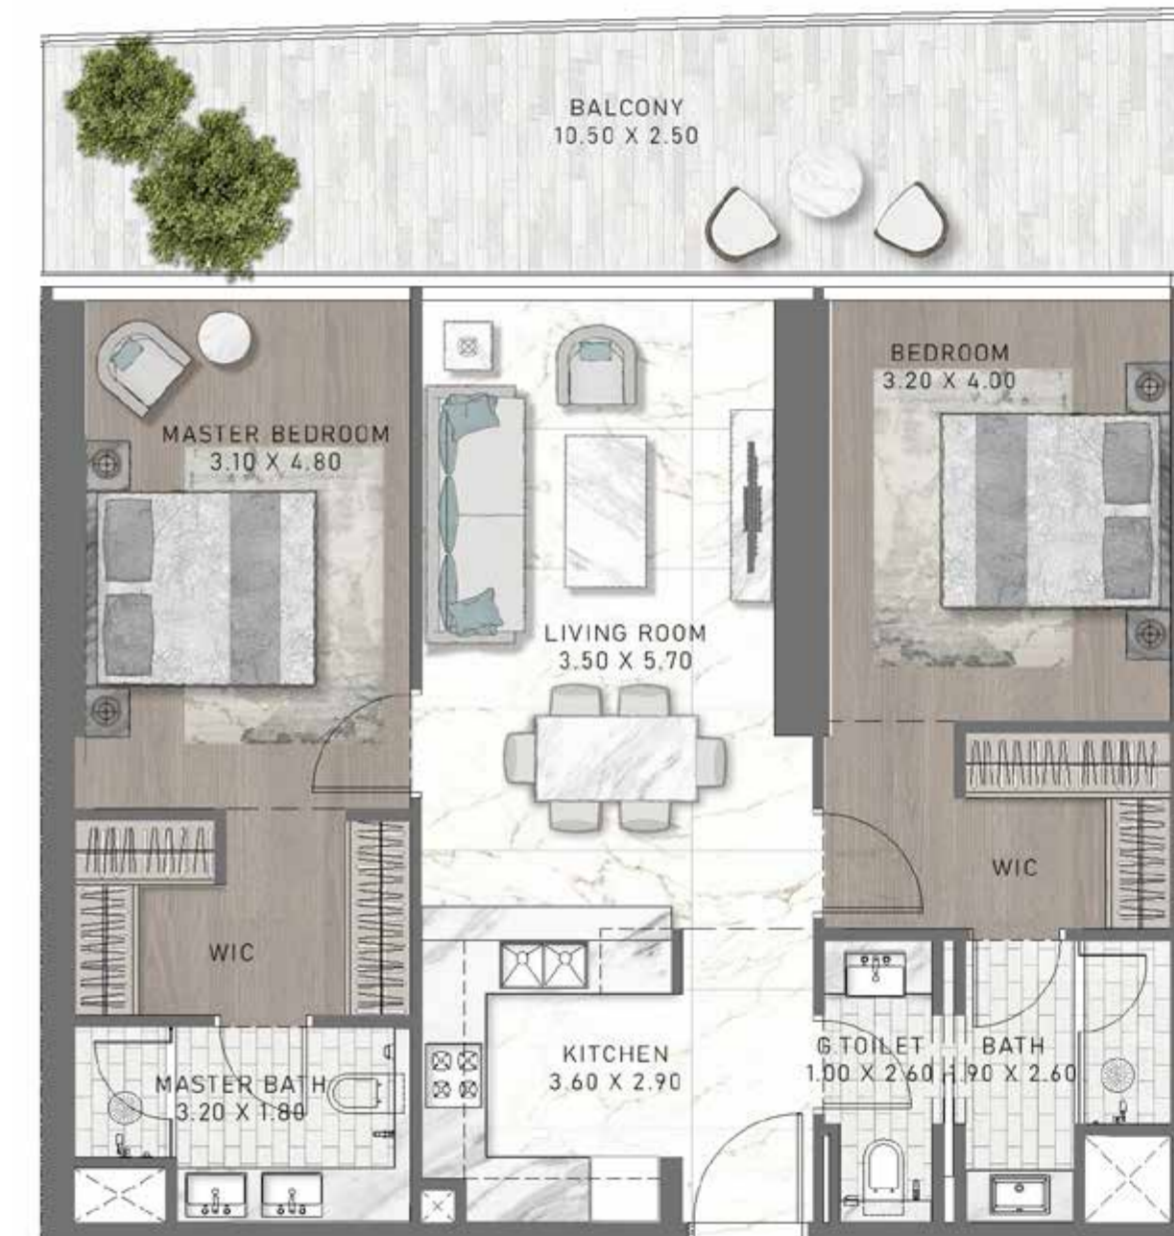 BALCONY
10.50 X 2.50
BEDROOM
3.20 X 4.00
MASTER BEDROOM
3.10 X 4.80
LIVING ROOM
3.50 X 5.70
WIC
WIC
KITCHEN
3.60 X 2.90
G.TOILET
1.00 X 2.60
BATH
1.90 X 2.60
MASTER BATH
3.20 X 1.80